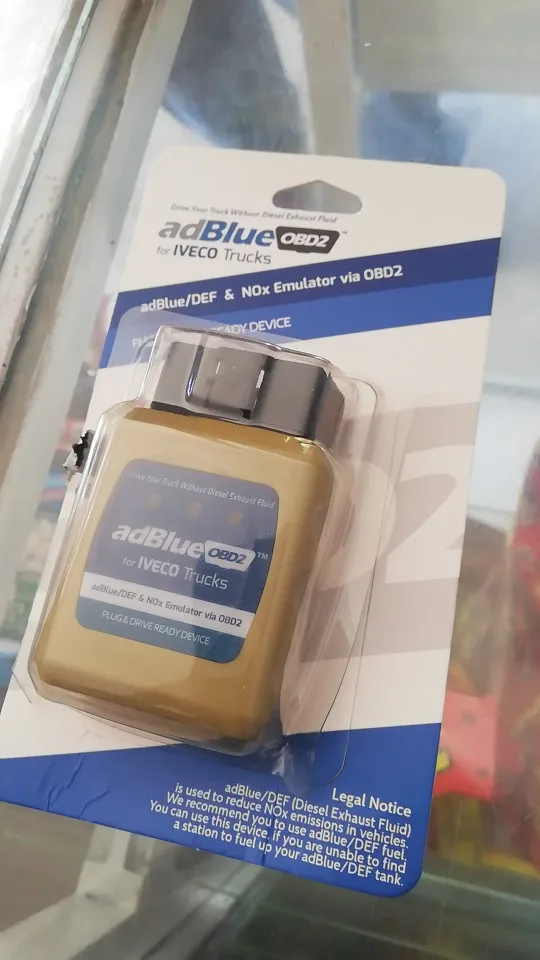 Drive Your Truck Without Diesel Exhaust Fluid
adBlue OBD2™
for IVECO Trucks
adBlue/DEF & NOx Emulator via OBD2
READY DEVICE
Drive Your Truck Without Diesel Exhaust Fluid
adBlue OBD2™
for IVECO Trucks
adBlue/DEF & NOx Emulator via OBD2
PLUG & DRIVE READY DEVICE
D2
Legal Notice
adBlue/DEF (Diesel Exhaust Fluid)
is used to reduce NOx emissions in vehicles.
We recommend you to use adBlue/DEF fuel.
You can use this device, if you are unable to find
a station to fuel up your adBlue/DEF tank.